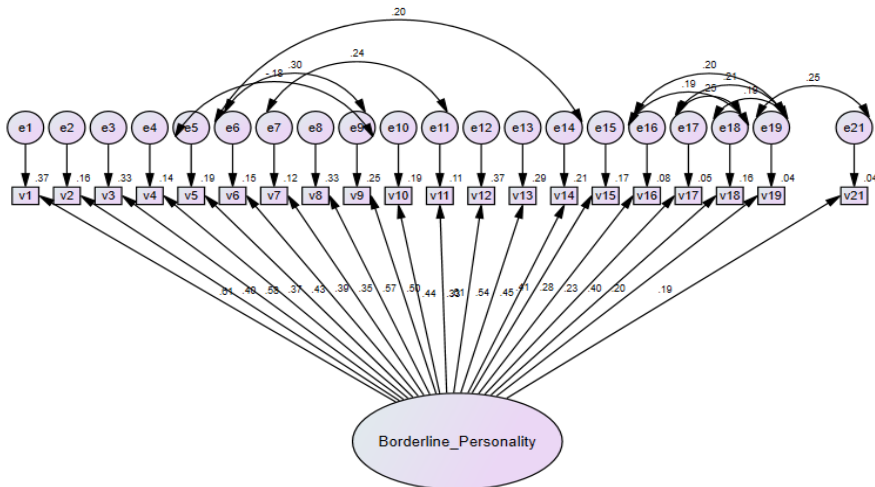 .20
.24
-.18 .30
.20
.19 .21
.25 .19
.25
e1 e2 e3 e4 e5 e6 e7 e8 e9 e10 e11 e12 e13 e14 e15 e16 e17 e18 e19 e21
.37 .16 .33 .14 .19 .15 .12 .33 .25 .19 .11 .37 .29 .21 .17 .08 .05 .16 .04 .04
v1 v2 v3 v4 v5 v6 v7 v8 v9 v10 v11 v12 v13 v14 v15 v16 v17 v18 v19 v21
.61 .40 .58 .37 .43 .39 .35 .57 .50 .44 .33 .54 .45 .41 .28 .23 .40 .20 .19
Borderline_Personality